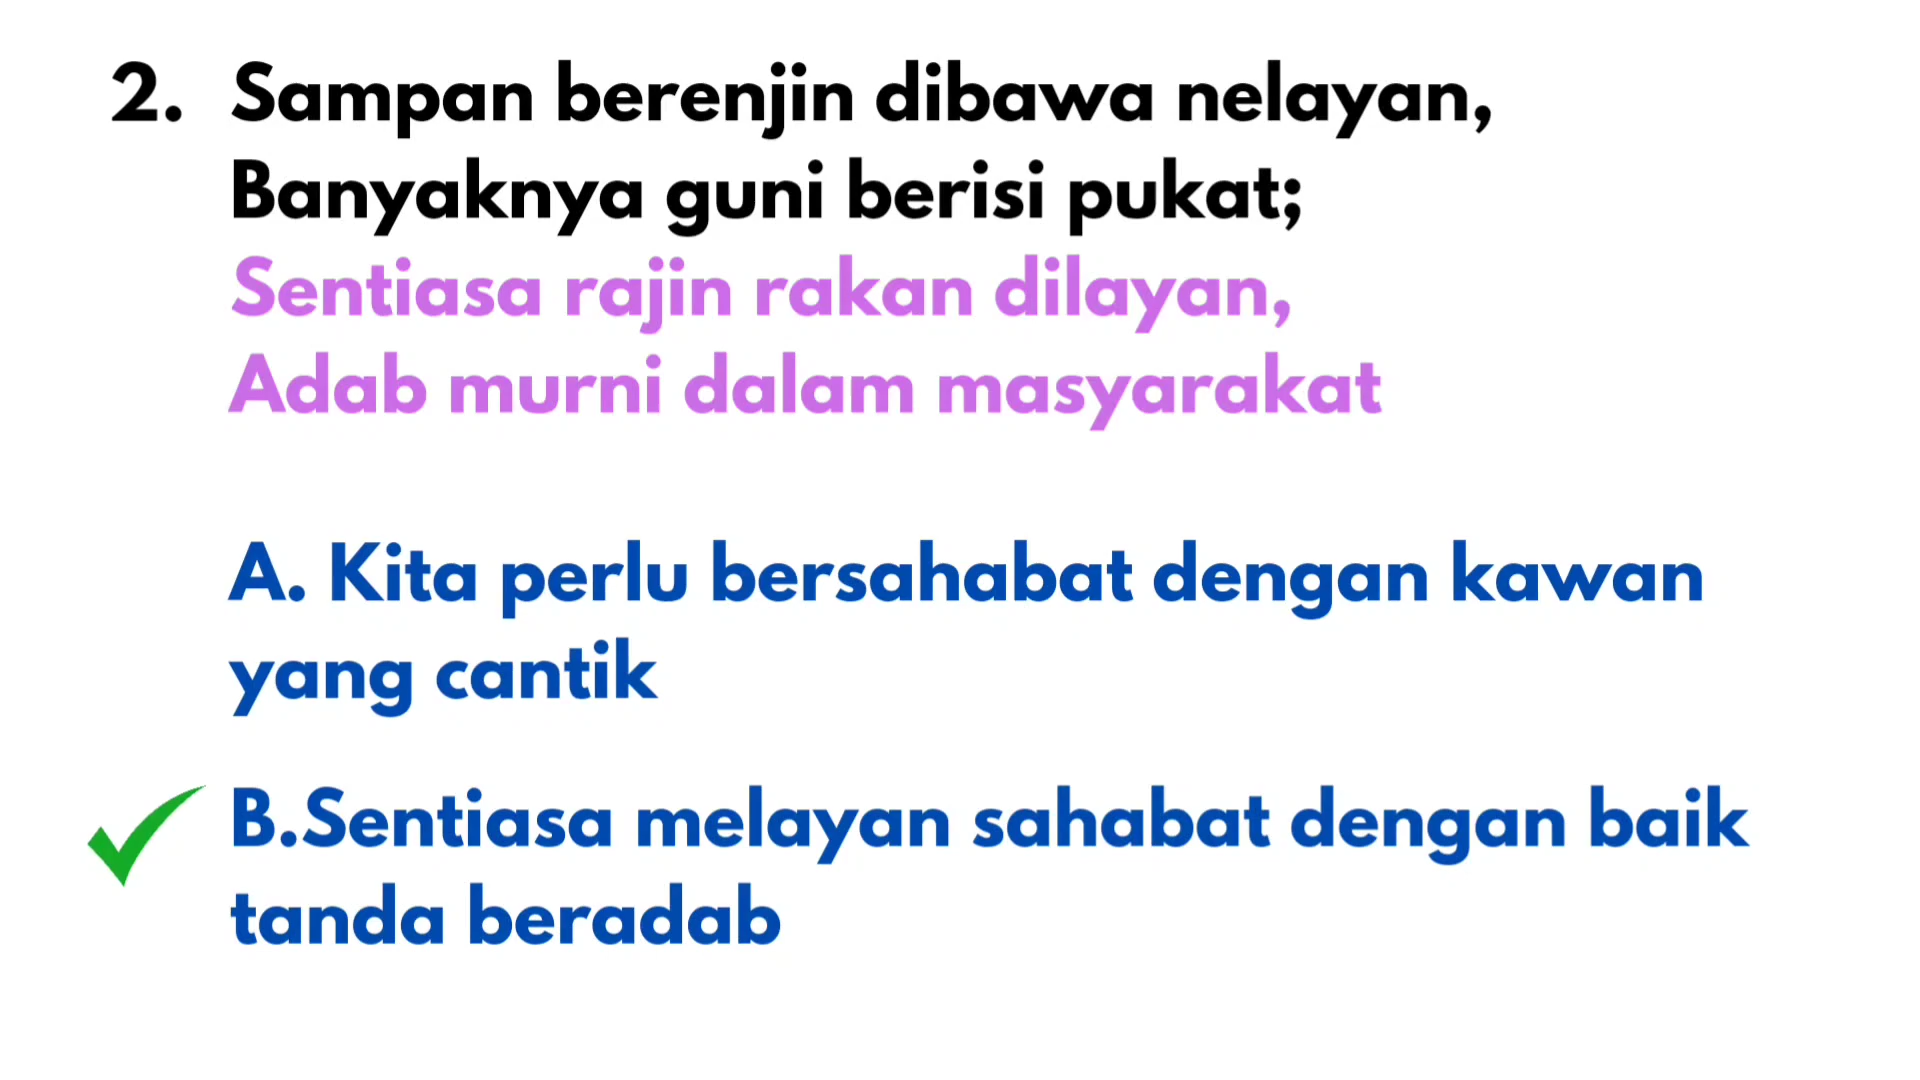 2. Sampan berenjin dibawa nelayan,
Banyaknya guni berisi pukat;
Sentiasa rajin rakan dilayan,
Adab murni dalam masyarakat
A. Kita perlu bersahabat dengan kawan
yang cantik
B.Sentiasa melayan sahabat dengan baik
tanda beradab